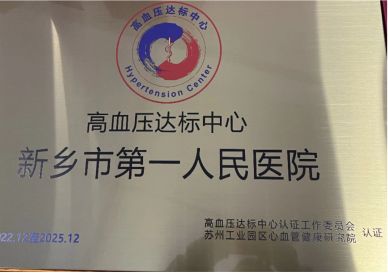 高血压达标中心
Hypertension Center
高血压达标中心
新乡市第一人民医院
22.12至2025.12
高血压达标中心认证工作委员会
苏州工业园区心血管健康研究院 认证